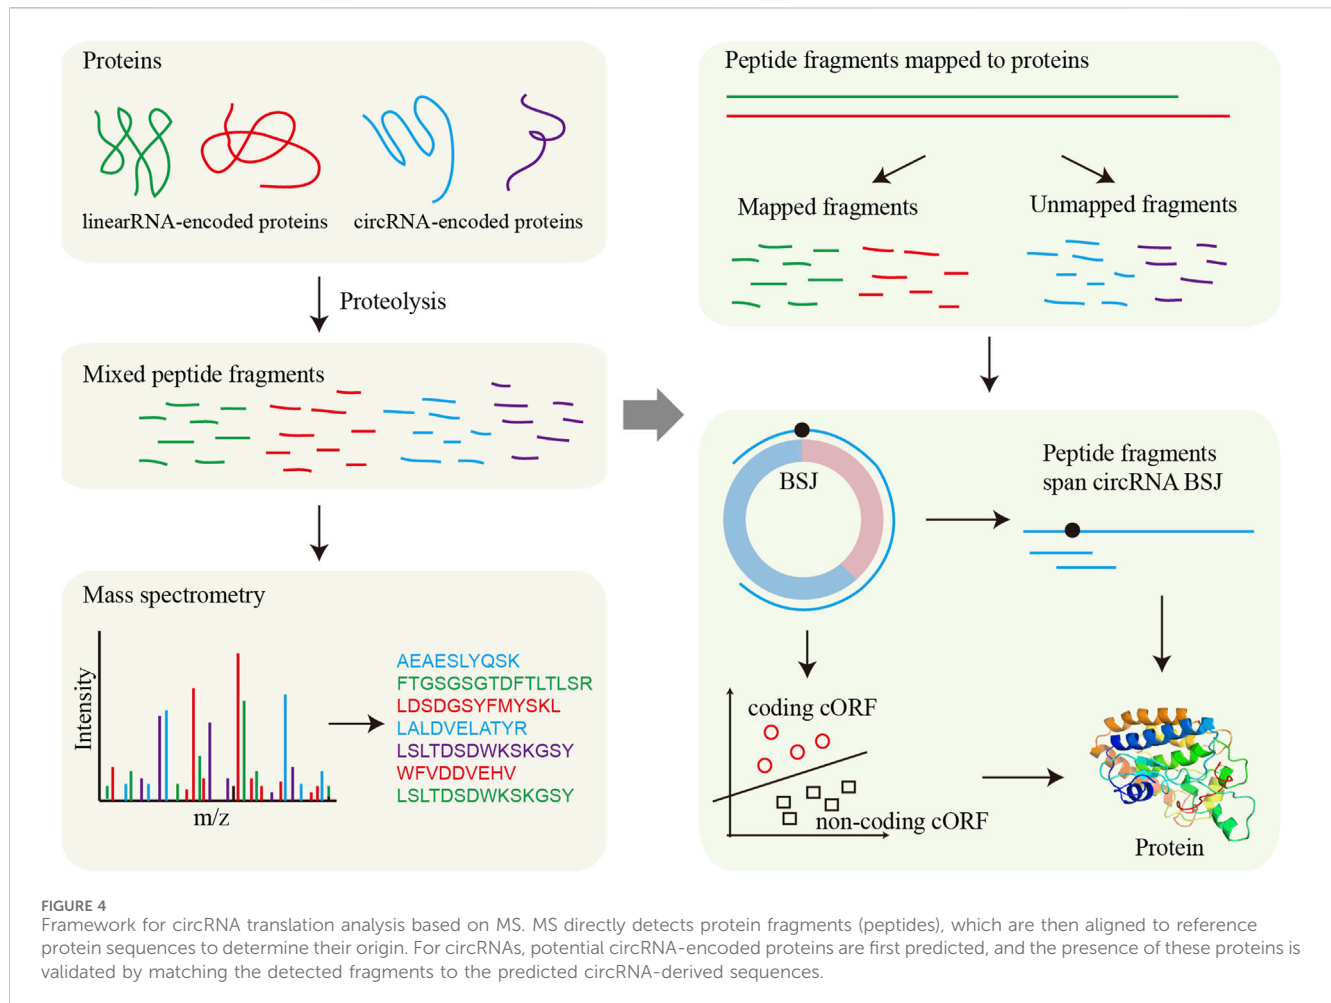 Proteins
linearRNA-encoded proteins
circRNA-encoded proteins
Proteolysis
Mixed peptide fragments
Mass spectrometry
Intensity
m/z
AEAESLYQSK
FTGSGSGTDFTLTLSR
LDSDGSYFMYSKL
LALDVELATYR
LSLTDSDWKSKGSY
WFVDDVEHV
LSLTDSDWKSKGSY
Peptide fragments mapped to proteins
Mapped fragments
Unmapped fragments
BSJ
Peptide fragments
span circRNA BSJ
coding cORF
non-coding cORF
Protein
FIGURE 4
Framework for circRNA translation analysis based on MS. MS directly detects protein fragments (peptides), which are then aligned to reference
protein sequences to determine their origin. For circRNAs, potential circRNA-encoded proteins are first predicted, and the presence of these proteins is
validated by matching the detected fragments to the predicted circRNA-derived sequences.